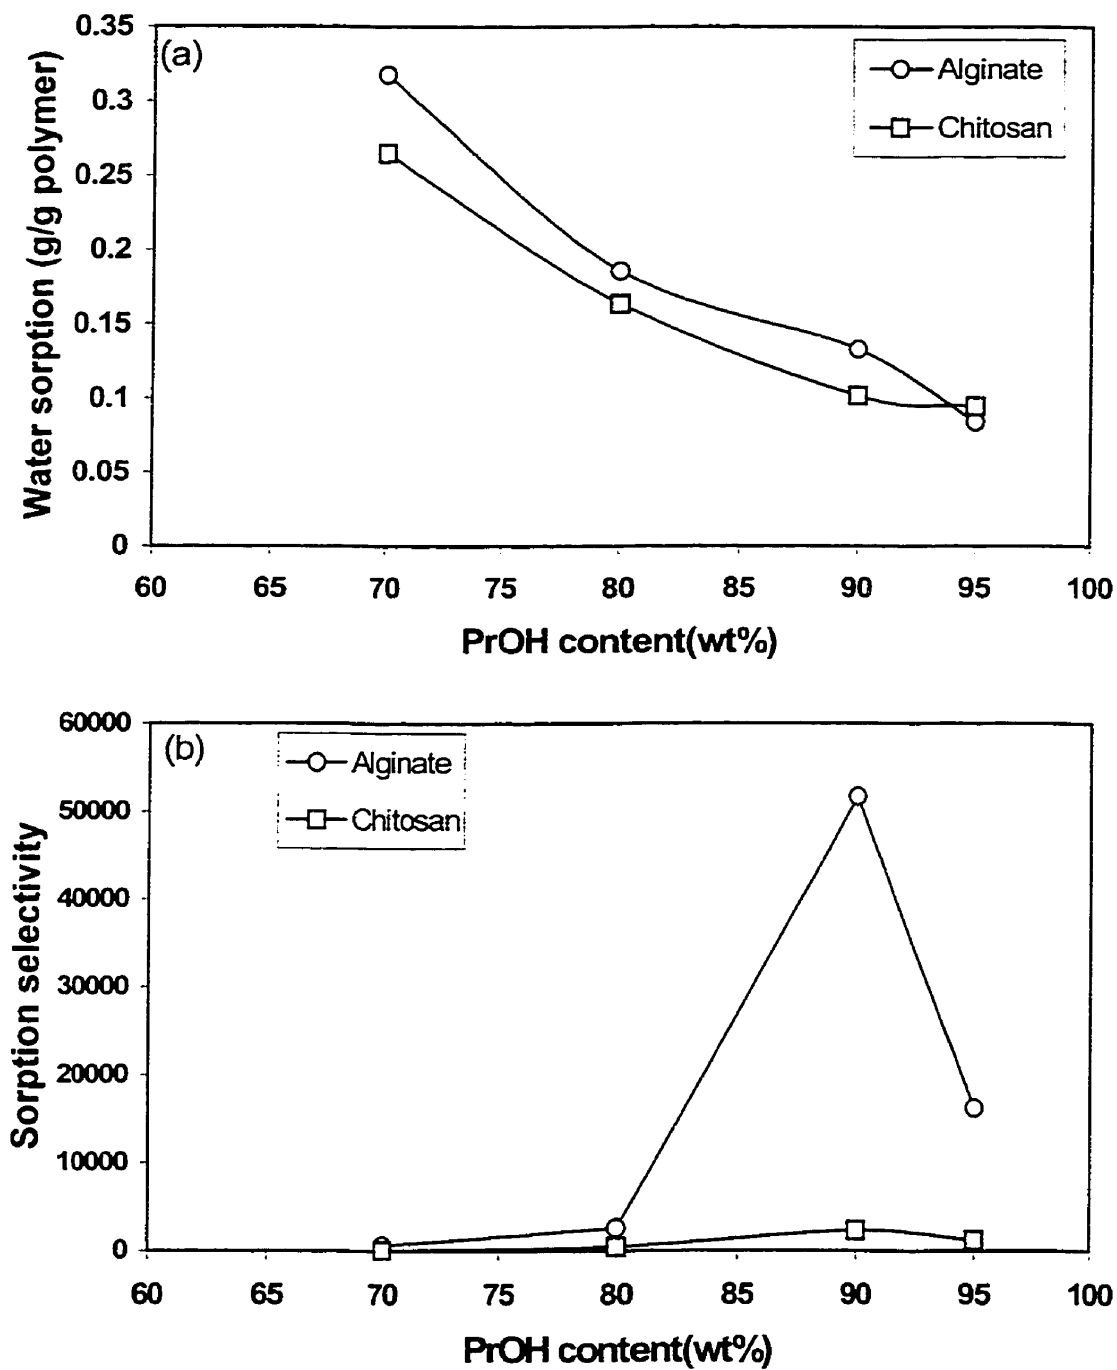 (a)
Water sorption (g/g polymer)
0.35
0.3
0.25
0.2
0.15
0.1
0.05
0
Alginate
Chitosan
60 65 70 75 80 85 90 95 100
PrOH content(wt%)
(b)
Sorption selectivity
60000
50000
40000
30000
20000
10000
0
Alginate
Chitosan
60 65 70 75 80 85 90 95 100
PrOH content(wt%)